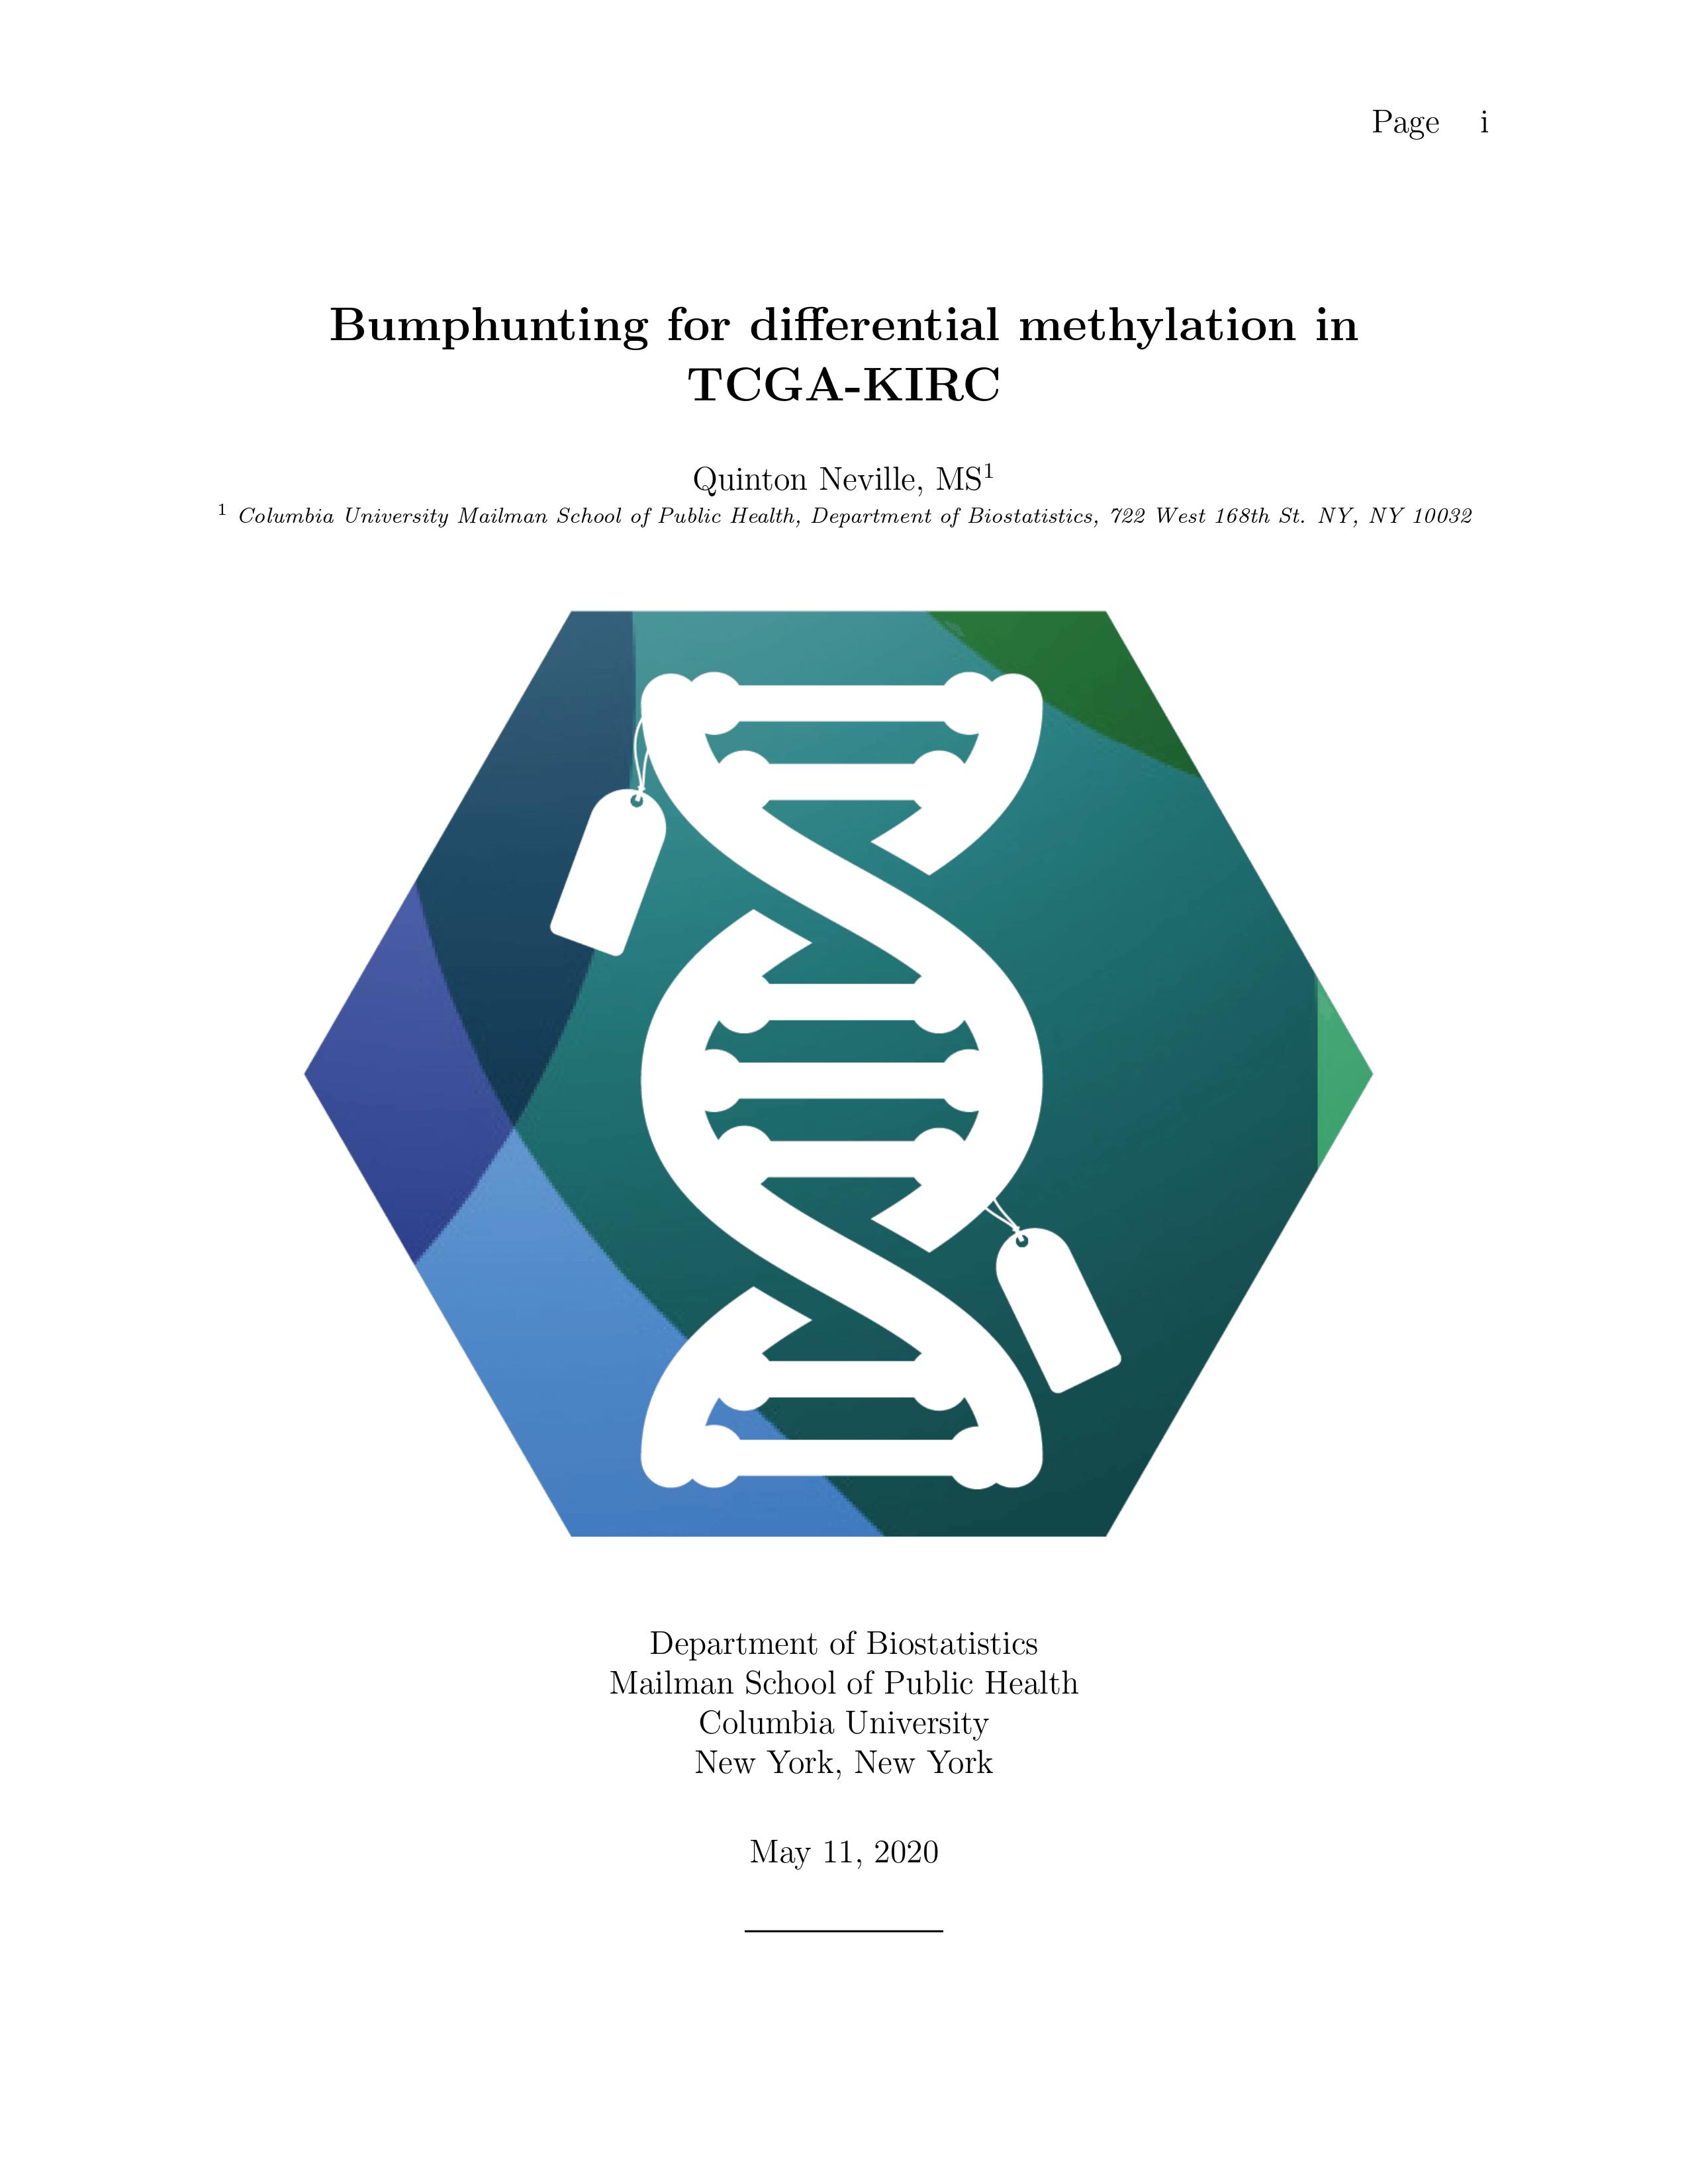 Page i
Bumphunting for differential methylation in
TCGA-KIRC
Quinton Neville, MS¹
¹ Columbia University Mailman School of Public Health, Department of Biostatistics, 722 West 168th St. NY, NY 10032
Department of Biostatistics
Mailman School of Public Health
Columbia University
New York, New York
May 11, 2020